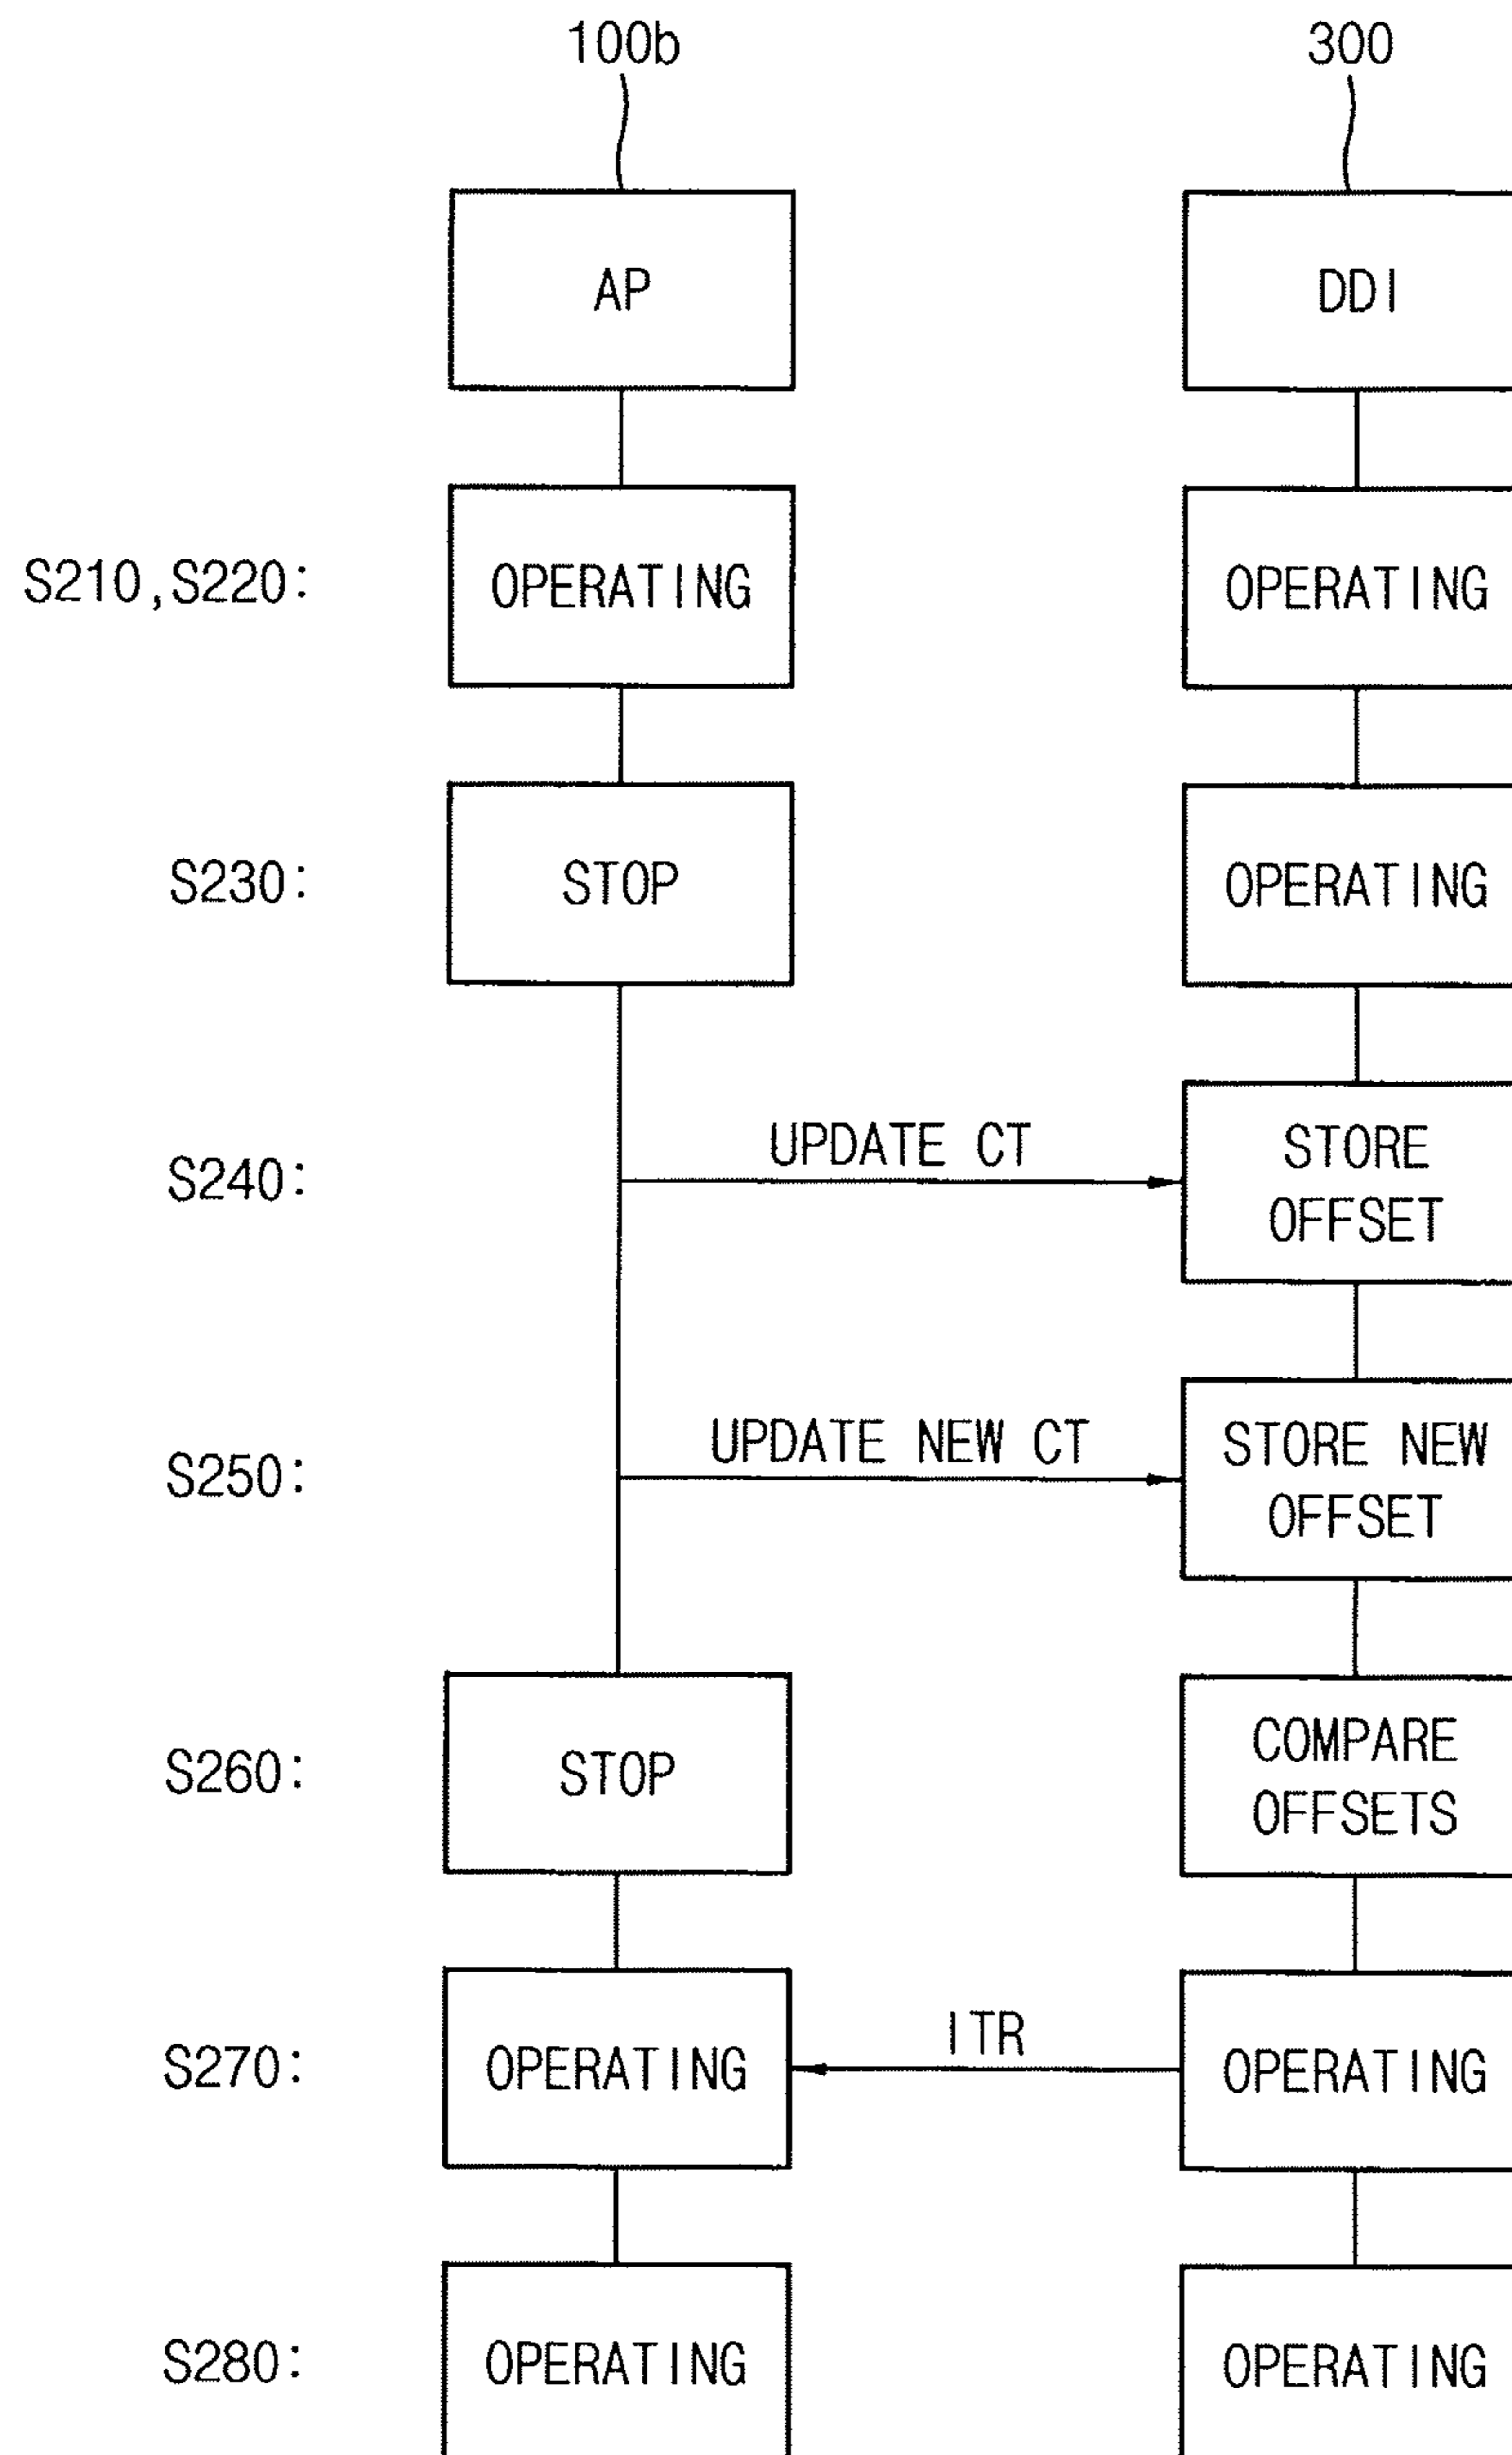 100b
300
AP
DDI
S210,S220:
OPERATING
OPERATING
S230:
STOP
OPERATING
S240:
UPDATE CT
STORE
OFFSET
S250:
UPDATE NEW CT
STORE NEW
OFFSET
S260:
STOP
COMPARE
OFFSETS
S270:
OPERATING
ITR
OPERATING
S280:
OPERATING
OPERATING